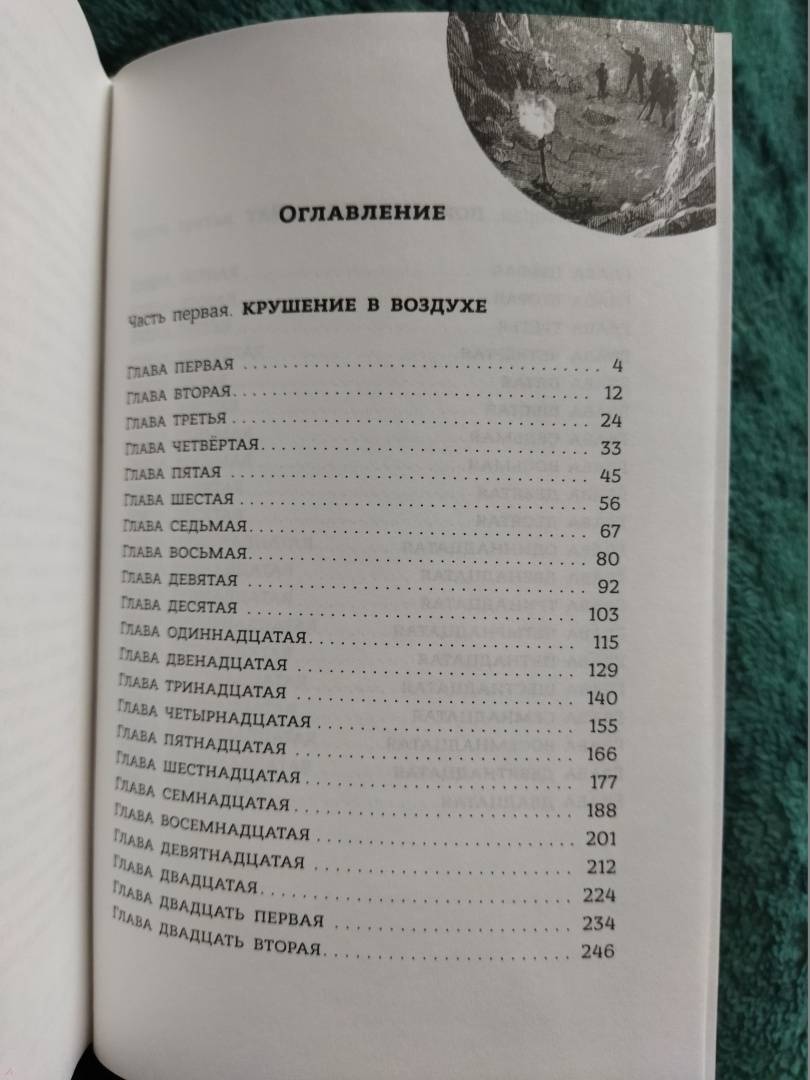 Оглавление
Часть первая. КРУШЕНИЕ В ВОЗДУХЕ
Глава первая 4
Глава вторая 12
Глава третья 24
Глава четвёртая 33
Глава пятая 45
Глава шестая 56
Глава седьмая 67
Глава восьмая 80
Глава девятая 92
Глава десятая 103
Глава одиннадцатая 115
Глава двенадцатая 129
Глава тринадцатая 140
Глава четырнадцатая 155
Глава пятнадцатая 166
Глава шестнадцатая 177
Глава семнадцатая 188
Глава восемнадцатая 201
Глава девятнадцатая 212
Глава двадцатая 224
Глава двадцать первая 234
Глава двадцать вторая 246